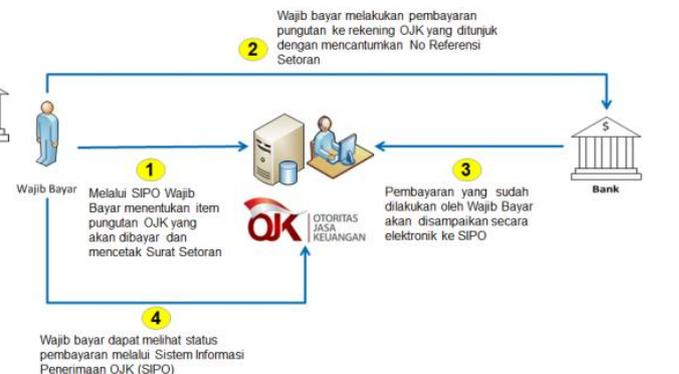 Wajib bayar melakukan pembayaran
pungutan ke rekening OJK yang ditunjuk
dengan mencantumkan No Referensi
Setoran
2
1
3
Wajib Bayar
Melalui SIPO Wajib
Bayar menentukan item
pungutan OJK yang
akan dibayar dan
mencetak Surat Setoran
$
Bank
Pembayaran yang sudah
dilakukan oleh Wajib Bayar
akan disampaikan secara
elektronik ke SIPO
OJK
OTORITAS
JASA
KEUANGAN
4
Wajib bayar dapat melihat status
pembayaran melalui Sistem Informasi
Penerimaan OJK (SIPO)